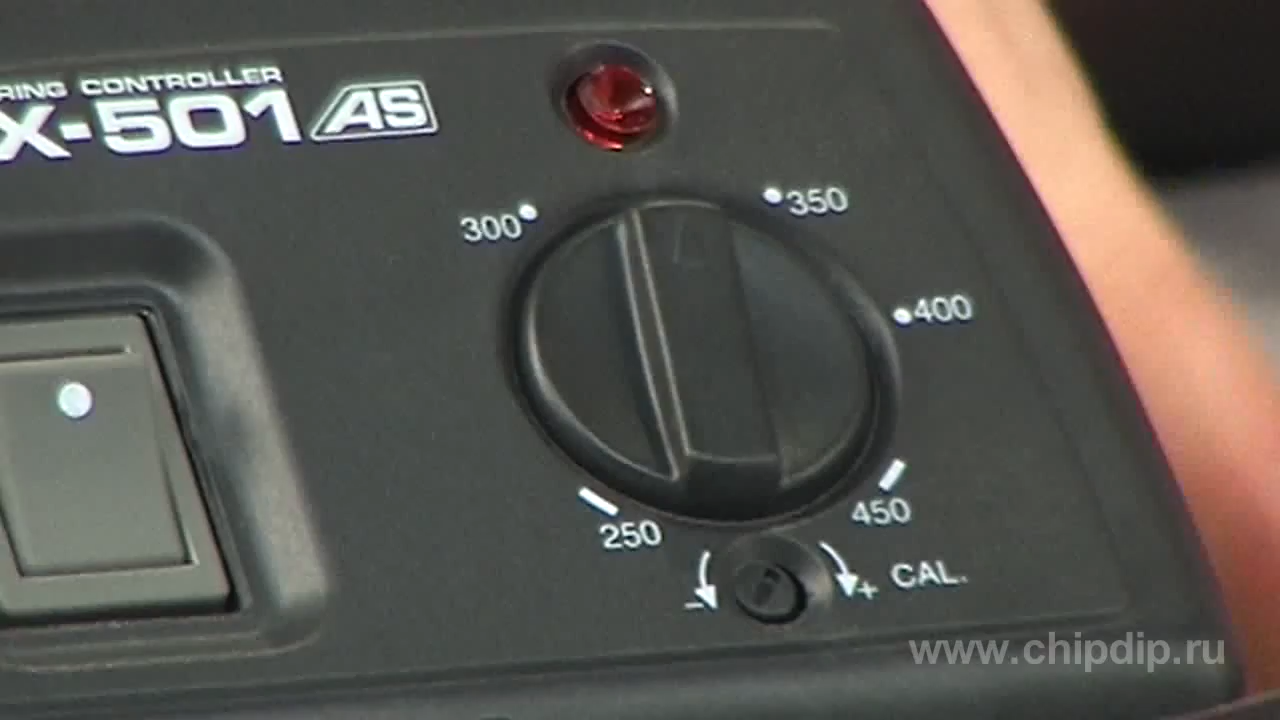 RING CONTROLLER
X-501 AS
300
350
400
250
450
- + CAL.
www.chipdip.ru